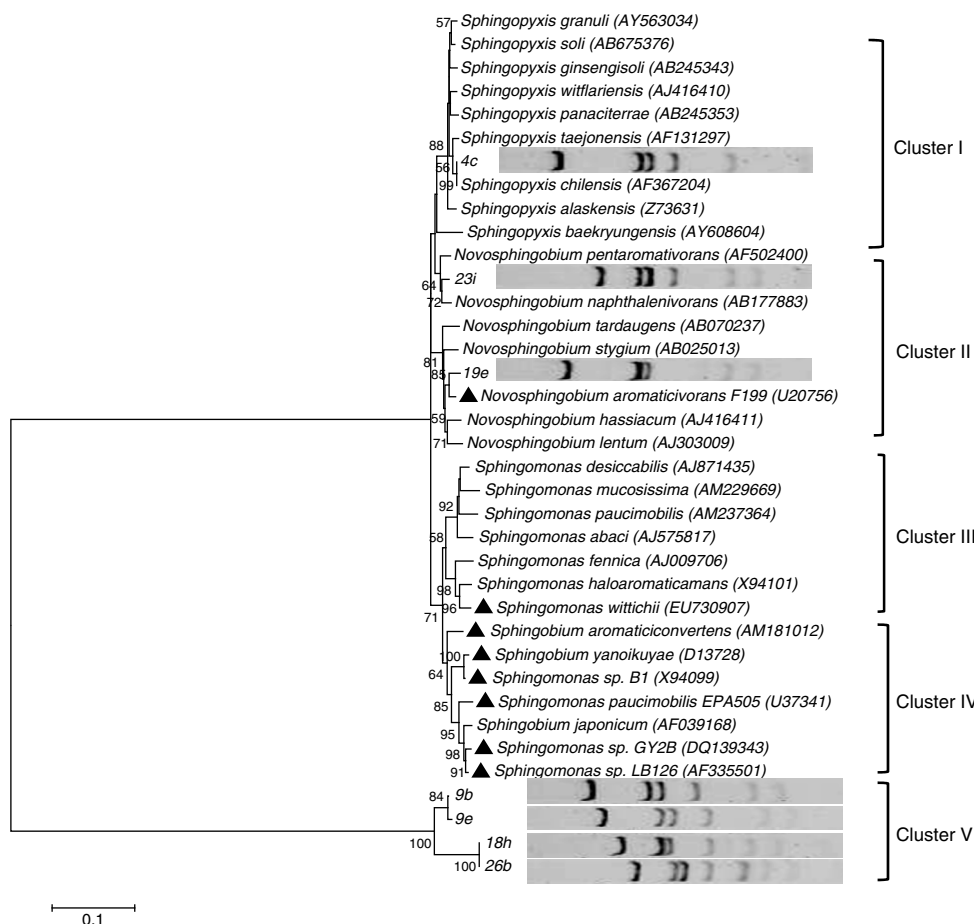 57 Sphingopyxis granuli (AY563034)
Sphingopyxis soli (AB675376)
Sphingopyxis ginsengisoli (AB245343)
Sphingopyxis witflariensis (AJ416410)
Sphingopyxis panaciterrae (AB245353)
Sphingopyxis taejonensis (AF131297)
88
Cluster I
56 4c
99 Sphingopyxis chilensis (AF367204)
Sphingopyxis alaskensis (Z73631)
Sphingopyxis baekryungensis (AY608604)
Novosphingobium pentaromativorans (AF502400)
64 23i
72 Novosphingobium naphthalenivorans (AB177883)
Novosphingobium tardaugens (AB070237)
Novosphingobium stygium (AB025013)
Cluster II
81
85 19e
Novosphingobium aromaticivorans F199 (U20756)
59 Novosphingobium hassiacum (AJ416411)
71 Novosphingobium lentum (AJ303009)
Sphingomonas desiccabilis (AJ871435)
Sphingomonas mucosissima (AM229669)
92
Sphingomonas paucimobilis (AM237364)
58 Sphingomonas abaci (AJ575817)
Cluster III
Sphingomonas fennica (AJ009706)
98 Sphingomonas haloaromaticamans (X94101)
96 Sphingomonas wittichii (EU730907)
71
Sphingobium aromaticiconvertens (AM181012)
100 Sphingobium yanoikuyae (D13728)
64 Sphingomonas sp. B1 (X94099)
85 Sphingomonas paucimobilis EPA505 (U37341)
Cluster IV
95 Sphingobium japonicum (AF039168)
98 Sphingomonas sp. GY2B (DQ139343)
91 Sphingomonas sp. LB126 (AF335501)
84 9b
9e
Cluster V
100 18h
100 26b
0.1